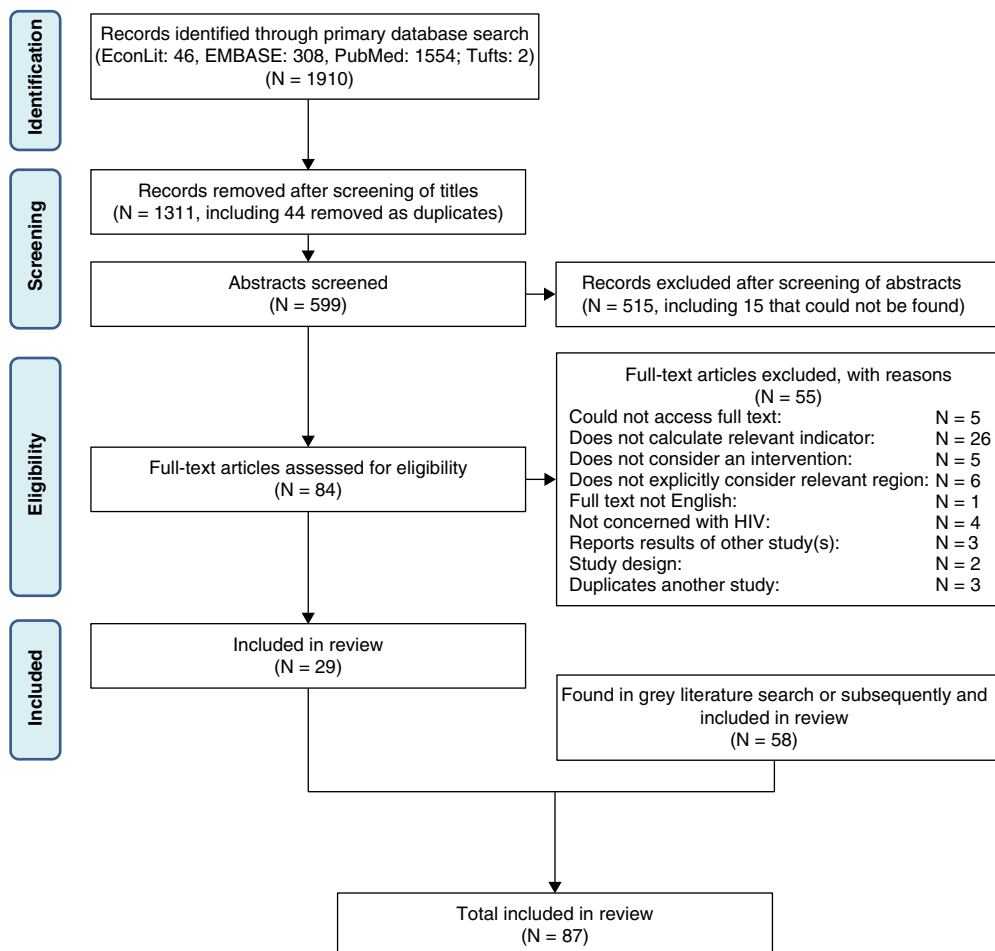 Identification
Records identified through primary database search
(EconLit: 46, EMBASE: 308, PubMed: 1554; Tufts: 2)
(N = 1910)
Screening
Records removed after screening of titles
(N = 1311, including 44 removed as duplicates)
Abstracts screened
(N = 599)
Records excluded after screening of abstracts
(N = 515, including 15 that could not be found)
Eligibility
Full-text articles assessed for eligibility
(N = 84)
Full-text articles excluded, with reasons
(N = 55)
Could not access full text: N = 5
Does not calculate relevant indicator: N = 26
Does not consider an intervention: N = 5
Does not explicitly consider relevant region: N = 6
Full text not English: N = 1
Not concerned with HIV: N = 4
Reports results of other study(s): N = 3
Study design: N = 2
Duplicates another study: N = 3
Included
Included in review
(N = 29)
Found in grey literature search or subsequently and
included in review
(N = 58)
Total included in review
(N = 87)